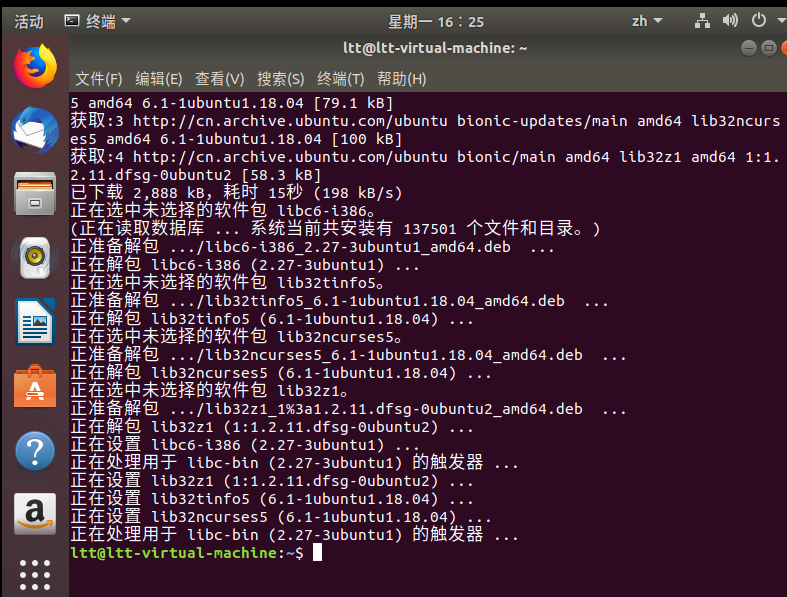 活动 终端 星期一 16：25 zh
ltt@ltt-virtual-machine: ~
文件(F) 编辑(E) 查看(V) 搜索(S) 终端(T) 帮助(H)
5 amd64 6.1-1ubuntu1.18.04 [79.1 kB]
获取:3 http://cn.archive.ubuntu.com/ubuntu bionic-updates/main amd64 lib32ncurs
es5 amd64 6.1-1ubuntu1.18.04 [100 kB]
获取:4 http://cn.archive.ubuntu.com/ubuntu bionic/main amd64 lib32z1 amd64 1:1.
2.11.dfsg-0ubuntu2 [58.3 kB]
已下载 2,888 kB，耗时 15秒 (198 kB/s)
正在选中未选择的软件包 libc6-i386。
(正在读取数据库 ... 系统当前共安装有 137501 个文件和目录。)
正准备解包 .../libc6-i386_2.27-3ubuntu1_amd64.deb  ...
正在解包 libc6-i386 (2.27-3ubuntu1) ...
正在选中未选择的软件包 lib32tinfo5。
正准备解包 .../lib32tinfo5_6.1-1ubuntu1.18.04_amd64.deb  ...
正在解包 lib32tinfo5 (6.1-1ubuntu1.18.04) ...
正在选中未选择的软件包 lib32ncurses5。
正准备解包 .../lib32ncurses5_6.1-1ubuntu1.18.04_amd64.deb  ...
正在解包 lib32ncurses5 (6.1-1ubuntu1.18.04) ...
正在选中未选择的软件包 lib32z1。
正准备解包 .../lib32z1_1%3a1.2.11.dfsg-0ubuntu2_amd64.deb  ...
正在解包 lib32z1 (1:1.2.11.dfsg-0ubuntu2) ...
正在设置 libc6-i386 (2.27-3ubuntu1) ...
正在处理用于 libc-bin (2.27-3ubuntu1) 的触发器 ...
正在设置 lib32z1 (1:1.2.11.dfsg-0ubuntu2) ...
正在设置 lib32tinfo5 (6.1-1ubuntu1.18.04) ...
正在设置 lib32ncurses5 (6.1-1ubuntu1.18.04) ...
正在处理用于 libc-bin (2.27-3ubuntu1) 的触发器 ...
ltt@ltt-virtual-machine:~$